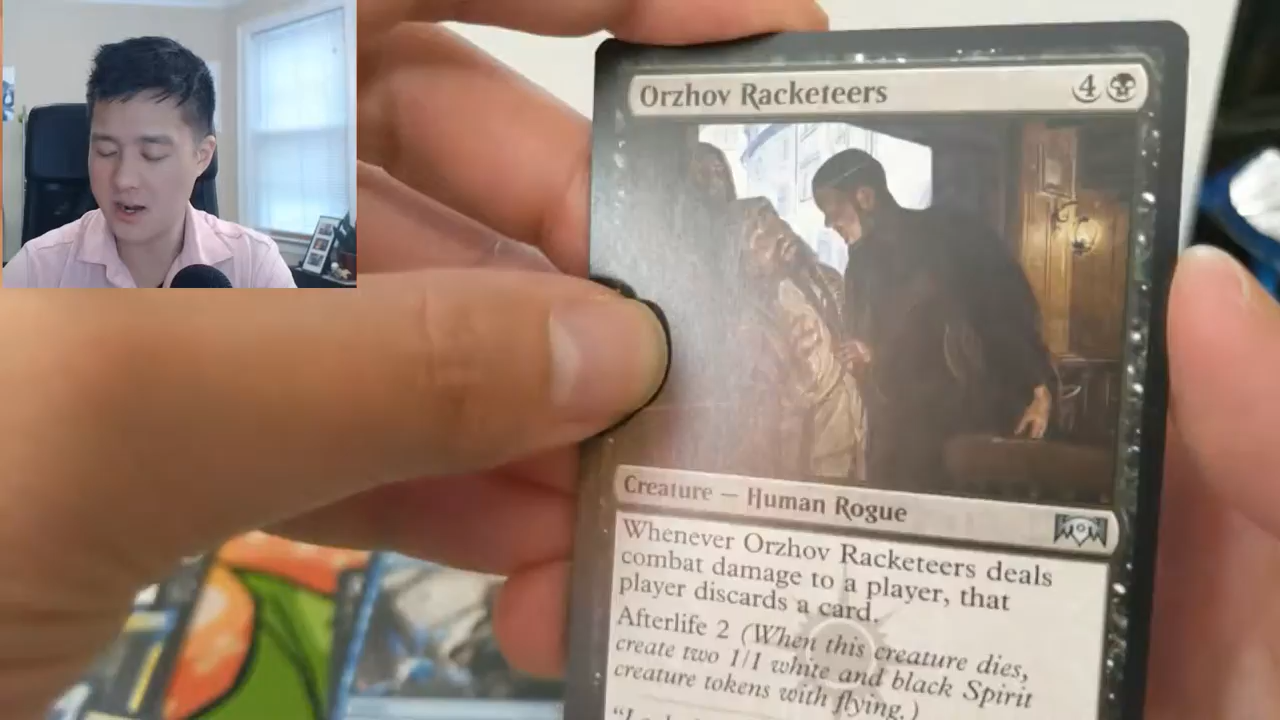 Orzhov Racketeers 4
Creature — Human Rogue
Whenever Orzhov Racketeers deals
combat damage to a player, that
player discards a card.
Afterlife 2 (When this creature dies,
create two 1/1 white and black Spirit
creature tokens with flying.)